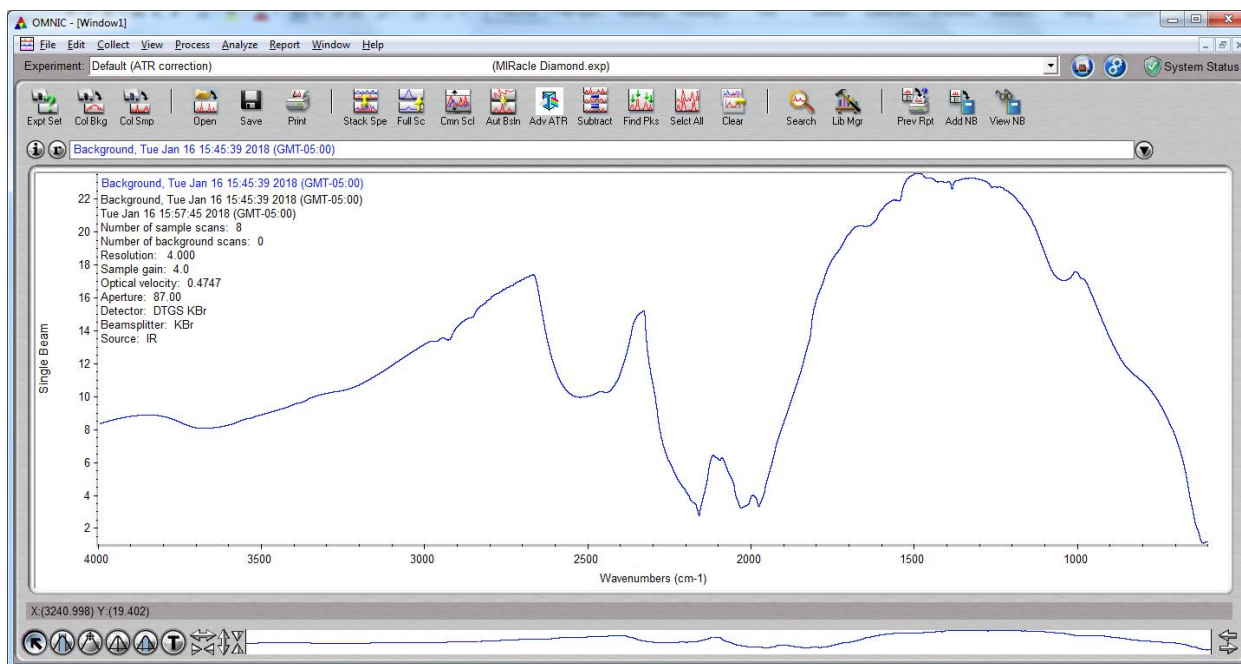 OMNIC - [Window1]
File Edit Collect View Process Analyze Report Window Help
Experiment: Default (ATR correction) (MIRacle Diamond.exp) System Status
Expt Set Col Bkg Col Smp Open Save Print Stack Spe Full Sc Cmn Scl Aut Bsln Adv ATR Subtract Find Pks Selct All Clear Search Lib Mgr Prev Rpt Add NB View NB
Background, Tue Jan 16 15:45:39 2018 (GMT-05:00)
Background, Tue Jan 16 15:45:39 2018 (GMT-05:00)
Background, Tue Jan 16 15:45:39 2018 (GMT-05:00)
Tue Jan 16 15:57:45 2018 (GMT-05:00)
Number of sample scans: 8
Number of background scans: 0
Resolution: 4.000
Sample gain: 4.0
Optical velocity: 0.4747
Aperture: 87.00
Detector: DTGS KBr
Beamsplitter: KBr
Source: IR
22
20
18
16
14
12
10
8
6
4
2
Single Beam
4000 3500 3000 2500 2000 1500 1000
Wavenumbers (cm-1)
X:(3240.998) Y:(19.402)
T